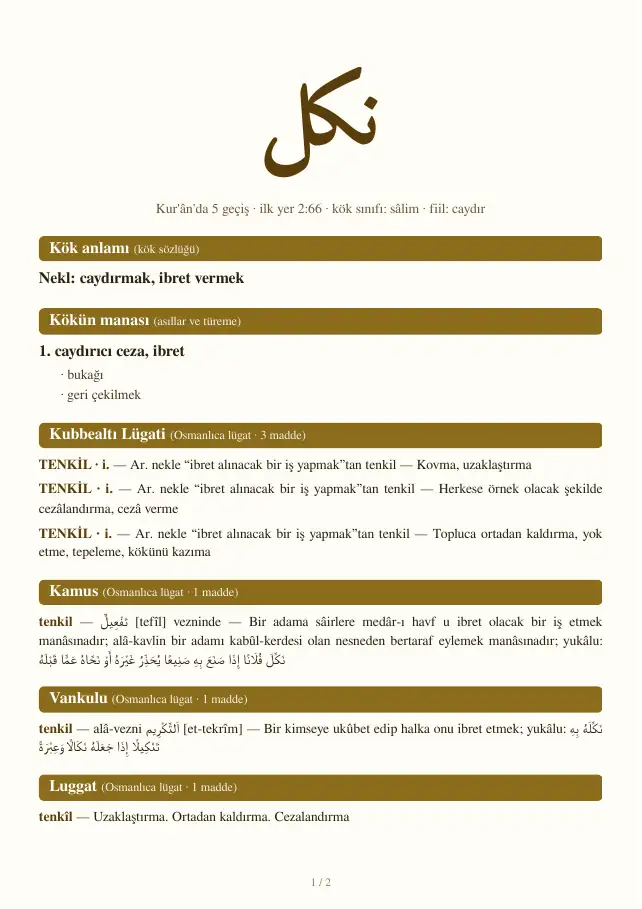 نكل
Kur'ân'da 5 geçiş · ilk yer 2:66 · kök sınıfı: sâlim · fiil: caydır
Kök anlamı (kök sözlüğü)
Nekl: caydırmak, ibret vermek
Kökün manası (asıllar ve türeme)
1. caydırıcı ceza, ibret
· bukağı
· geri çekilmek
Kubbealtı Lügati (Osmanlıca lügat · 3 madde)
TENKİL · i. — Ar. nekle “ibret alınacak bir iş yapmak”tan tenkil — Kovma, uzaklaştırma
TENKİL · i. — Ar. nekle “ibret alınacak bir iş yapmak”tan tenkil — Herkese örnek olacak şekilde
cezâlandırma, cezâ verme
TENKİL · i. — Ar. nekle “ibret alınacak bir iş yapmak”tan tenkil — Topluca ortadan kaldırma, yok
etme, tepeleme, kökünü kazıma
Kamus (Osmanlıca lügat · 1 madde)
tenkil — تَفْعِيلٌ [tefîl] vezninde — Bir adama sâirlere medâr-ı havf u ibret olacak bir iş etmek
manâsınadır; alâ-kavlin bir adamı kabûl-kerdesi olan nesneden bertaraf eylemek manâsınadır; yukâlu:
نَكَّلَ فُلَانًا إِذَا صَنَعَ بِهِ صَنِيعًا يُحَذِّرُ غَيْرَهُ أَوْ نَحَّاهُ عَمَّا قَبِلَهُ
Vankulu (Osmanlıca lügat · 1 madde)
tenkil — alâ-vezni اَلتَّكْرِيم [et-tekrîm] — Bir kimseye ukûbet edip halka onu ibret etmek; yukâlu: نَكَّلَهُ بِهِ
تَنْكِيلًا إِذَا جَعَلَهُ نَكَالًا وَعِبْرَةً
Luggat (Osmanlıca lügat · 1 madde)
tenkîl — Uzaklaştırma. Ortadan kaldırma. Cezalandırma
1 / 2